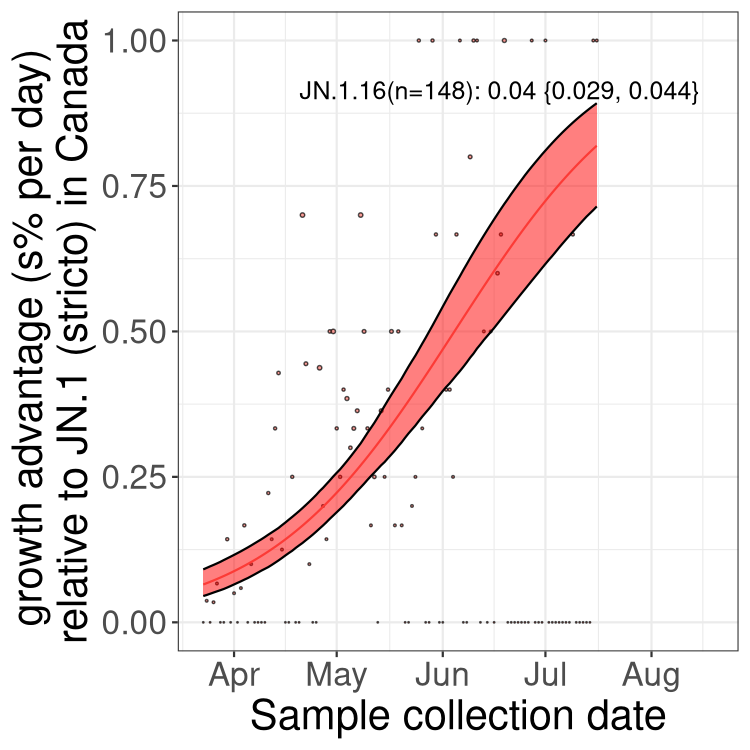 growth advantage (s% per day)
relative to JN.1 (stricto) in Canada
1.00
0.75
0.50
0.25
0.00
JN.1.16(n=148): 0.04 {0.029, 0.044}
Apr May Jun Jul Aug
Sample collection date